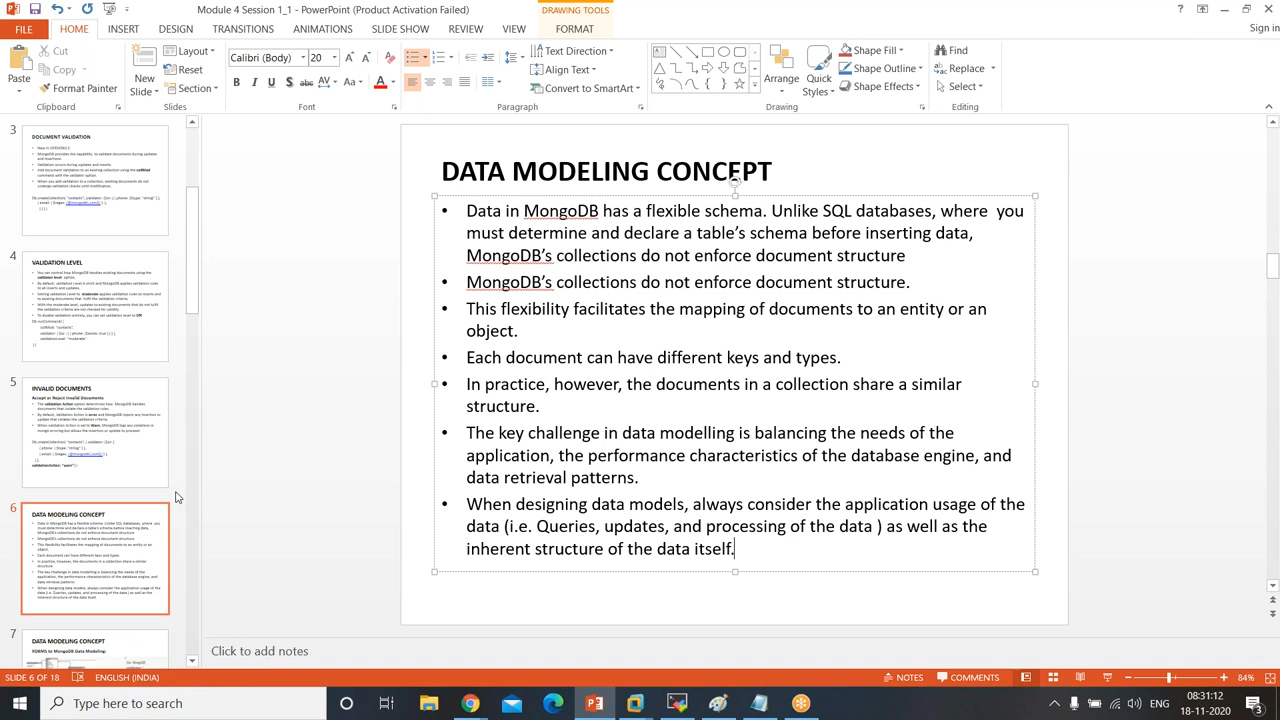 Module 4 Session 1_1 - PowerPoint (Product Activation Failed)
DRAWING TOOLS
Sign in
FILE HOME INSERT DESIGN TRANSITIONS ANIMATIONS SLIDE SHOW REVIEW VIEW FORMAT
Paste
Cut
Copy
Format Painter
Clipboard
New Slide
Layout
Reset
Section
Slides
Calibri (Body) 20
Font
Text Direction
Align Text
Convert to SmartArt
Paragraph
Arrange
Quick Styles
Shape Fill
Shape Outline
Shape Effects
Drawing
Find
Replace
Select
Editing
3
DOCUMENT VALIDATION
4
VALIDATION LEVEL
5
INVALID DOCUMENTS
Accept or Reject Invalid Documents
6
DATA MODELING CONCEPT
7
DATA MODELING CONCEPT
FDBMS to MongoDB Data Modeling:
DATA MODELING CONCEPT
• Data in MongoDB has a flexible schema. Unlike SQL databases, where you
must determine and declare a table's schema before inserting data,
MongoDB's collections do not enforce document structure
• MongoDB's collections do not enforce document structure.
• This flexibility facilitates the mapping of documents to an entity or an
object.
• Each document can have different keys and types.
• In practice, however, the documents in a collection share a similar
structure.
• The key challenge in data modelling is balancing the needs of the
application, the performance characteristics of the database engine, and
data retrieval patterns.
• When designing data models, always consider the application usage of the
data (i.e. Queries, updates, and processing of the data ) as well as the
inherent structure of the data itself.
Click to add notes
SLIDE 6 OF 18
ENGLISH (INDIA)
NOTES
COMMENTS
84%
Type here to search
ENG
08:31:12
18-11-2020
3